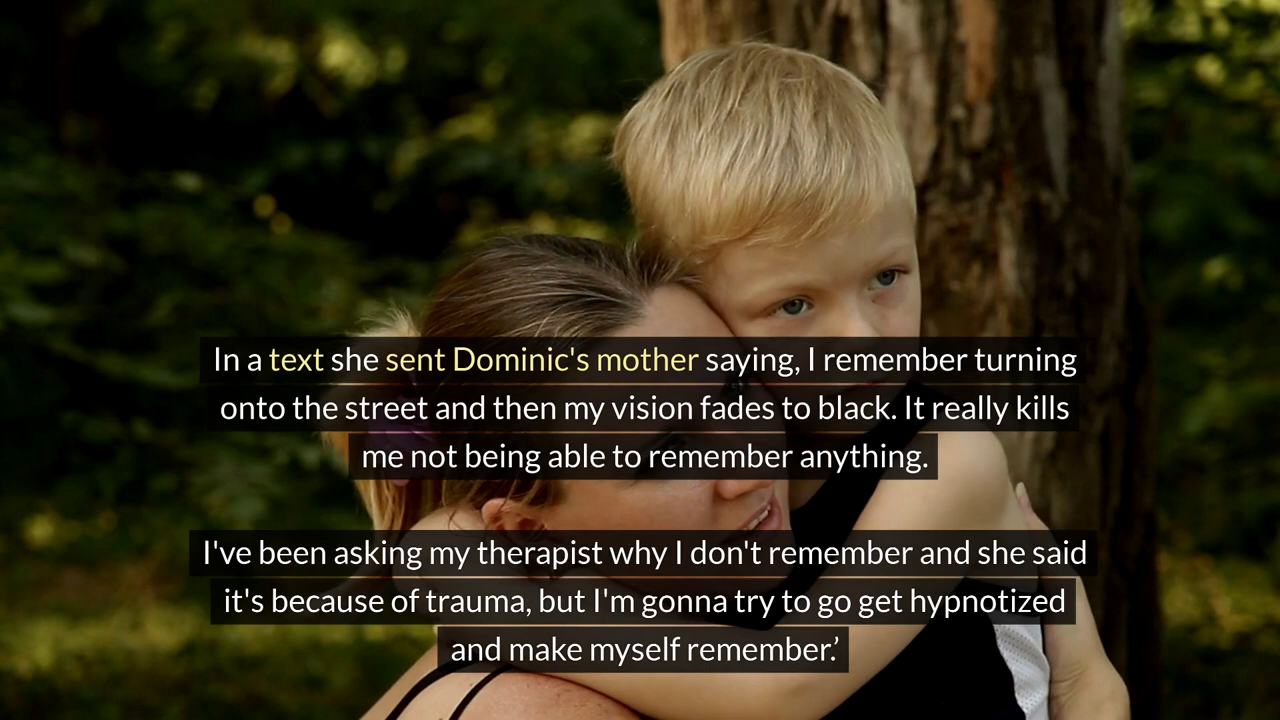 In a text she sent Dominic's mother saying, I remember turning
onto the street and then my vision fades to black. It really kills
me not being able to remember anything.
I've been asking my therapist why I don't remember and she said
it's because of trauma, but I'm gonna try to go get hypnotized
and make myself remember.’